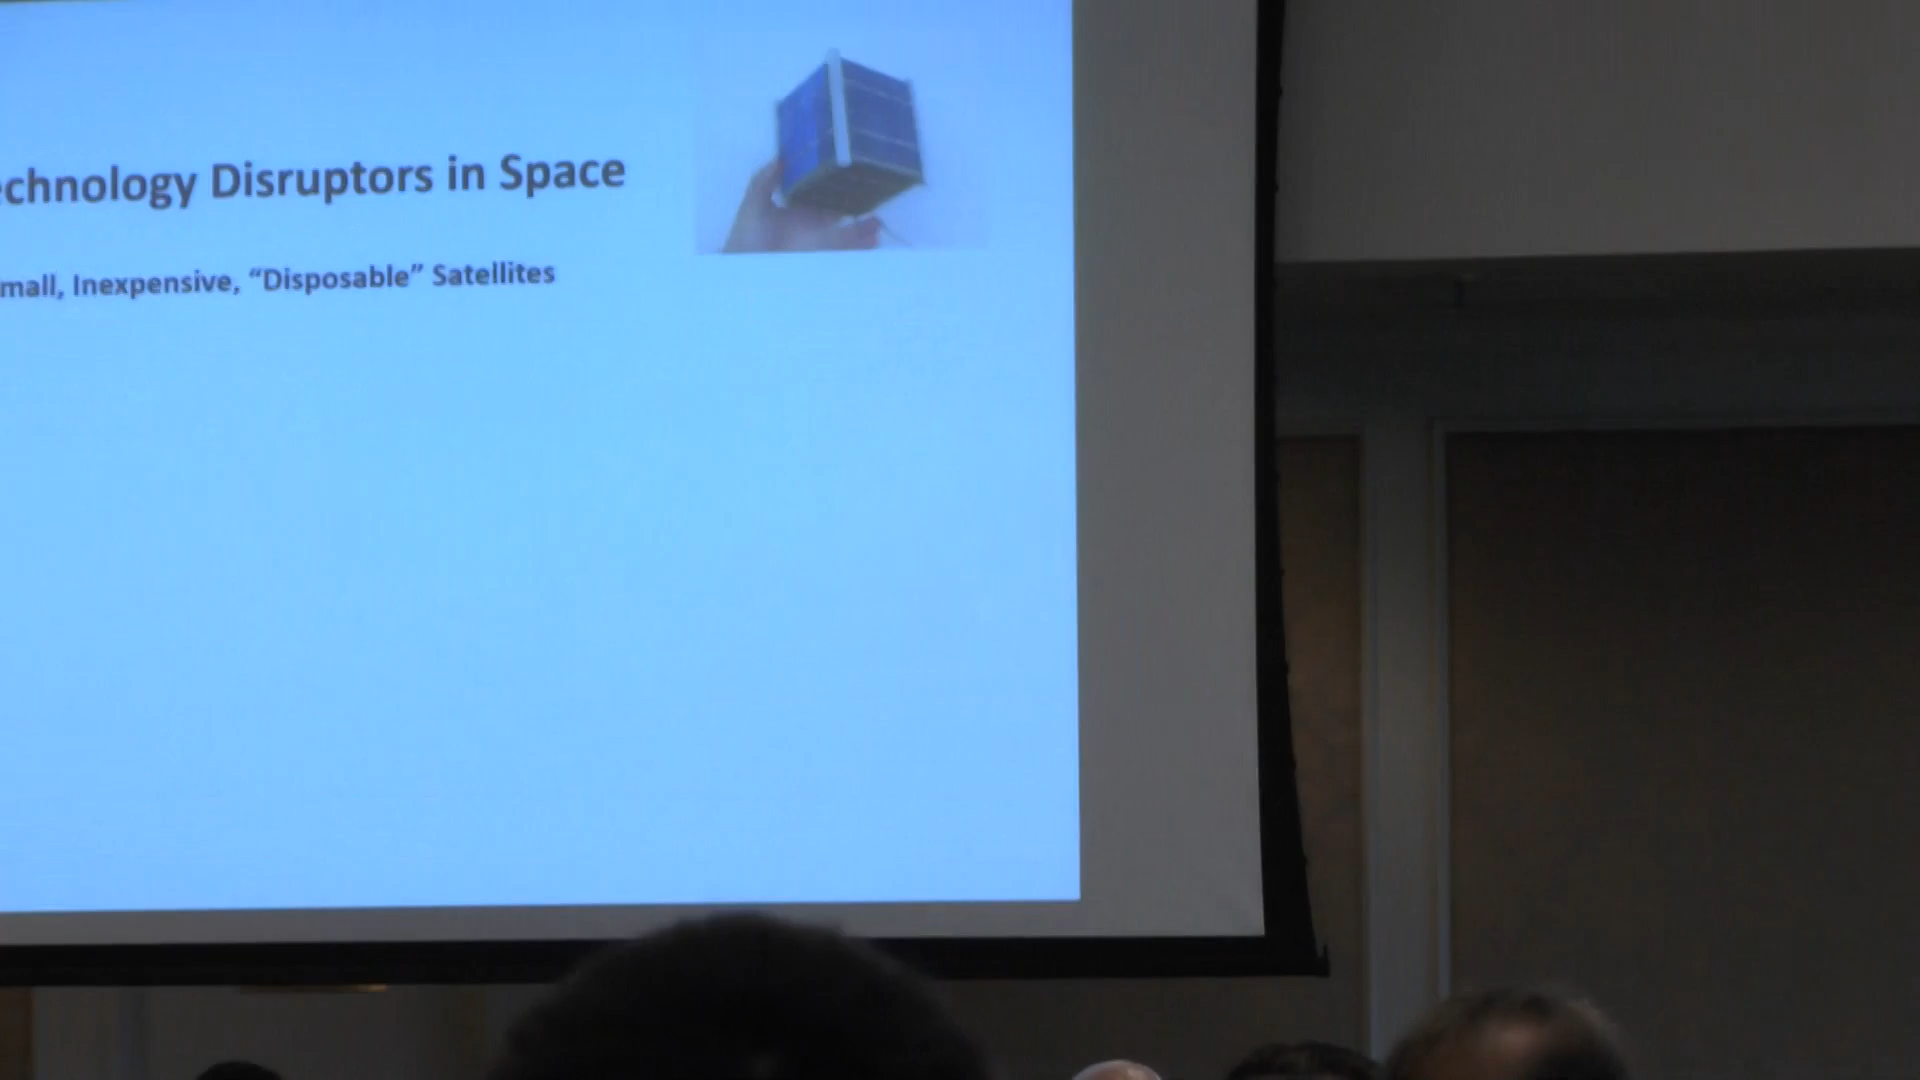 echnology Disruptors in Space
mall, Inexpensive, “Disposable” Satellites